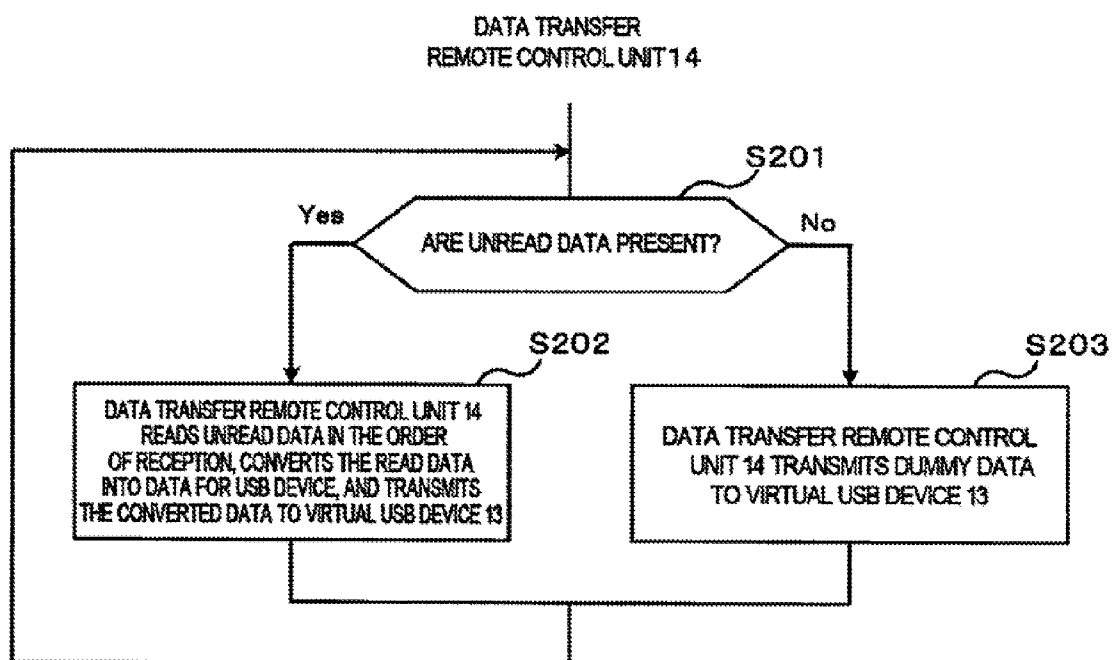 DATA TRANSFER
REMOTE CONTROL UNIT 14
S201
Yes
No
ARE UNREAD DATA PRESENT?
S202
S203
DATA TRANSFER REMOTE CONTROL UNIT 14
READS UNREAD DATA IN THE ORDER
OF RECEPTION, CONVERTS THE READ DATA
INTO DATA FOR USB DEVICE, AND TRANSMITS
THE CONVERTED DATA TO VIRTUAL USB DEVICE 13
DATA TRANSFER REMOTE CONTROL
UNIT 14 TRANSMITS DUMMY DATA
TO VIRTUAL USB DEVICE 13